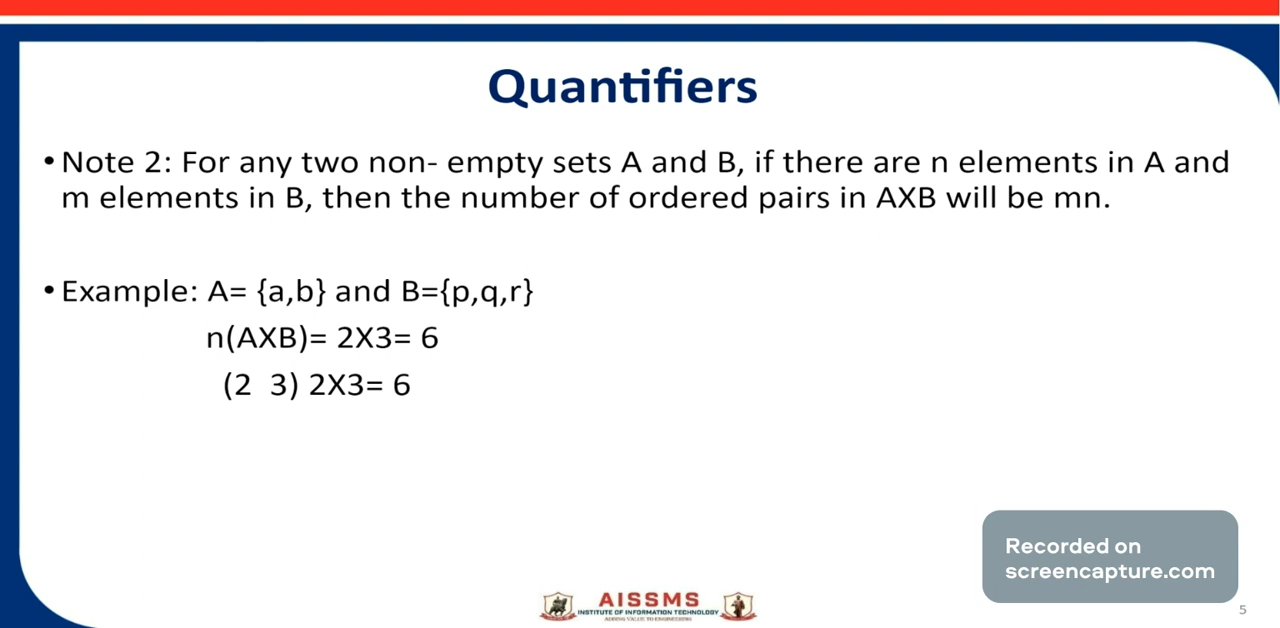 Quantifiers
• Note 2: For any two non- empty sets A and B, if there are n elements in A and
m elements in B, then the number of ordered pairs in AXB will be mn.
• Example: A= {a,b} and B={p,q,r}
n(AXB)= 2X3= 6
(2 3) 2X3= 6
Recorded on
screencapture.com
AISSMS
INSTITUTE OF INFORMATION TECHNOLOGY
ADDING VALUE TO ENGINEERING
5